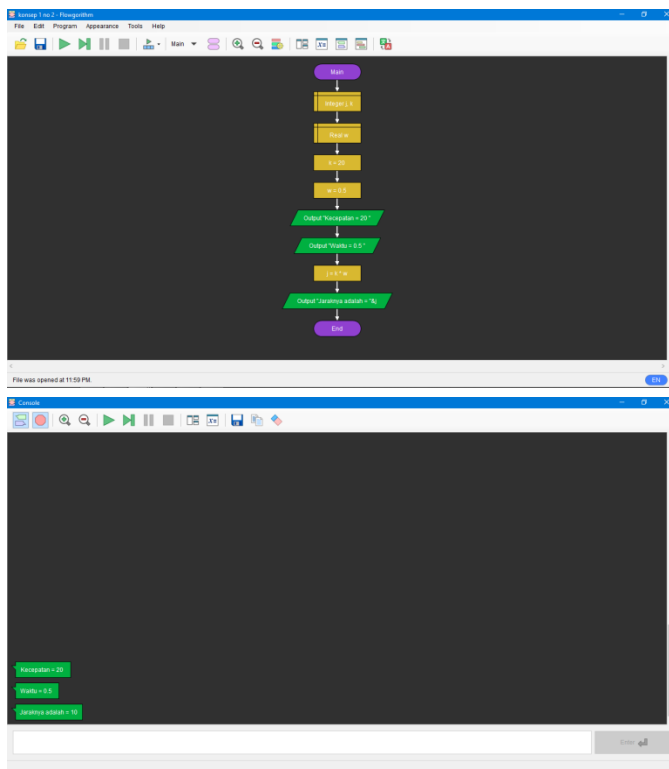 konsep 1 no 2 - Flowgorithm
File Edit Program Appearance Tools Help
Main
Main
Integer j, k
Real w
k = 20
w = 0.5
Output "Kecepatan = 20 "
Output "Waktu = 0.5 "
j = k * w
Output "Jaraknya adalah = "&j
End
File was opened at 11:59 PM.
EN
Console
Kecepatan = 20
Waktu = 0.5
Jaraknya adalah = 10
Enter